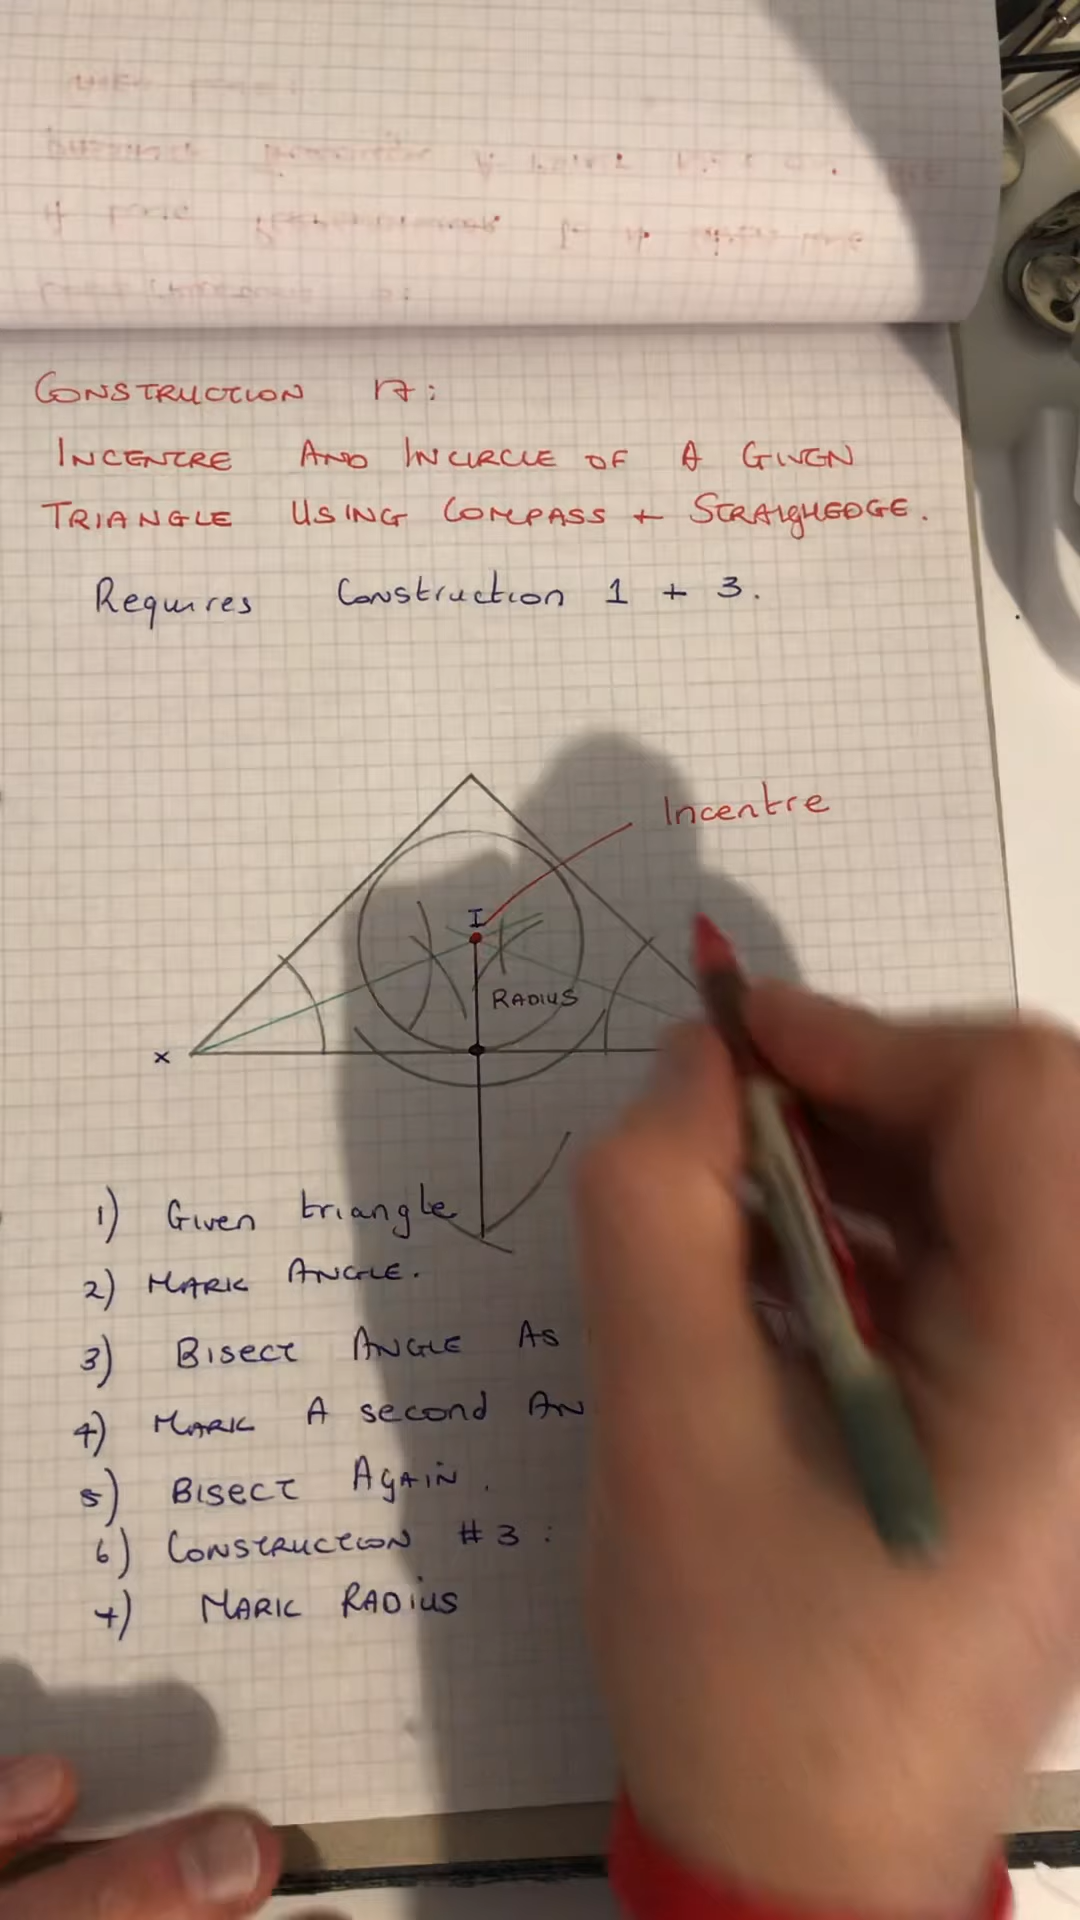 CONSTRUCTION 17:
INCENTRE AND INCIRCLE OF A GIVEN
TRIANGLE USING COMPASS + STRAIGHEDGE.
Requires Construction 1 + 3.
Incentre
I
RADIUS
x
1) Given triangle
2) MARK ANGLE.
3) BISECT ANGLE AS
4) MARK A second AN
5) BISECT AGAIN.
6) CONSTRUCTION #3:
7) MARK RADIUS